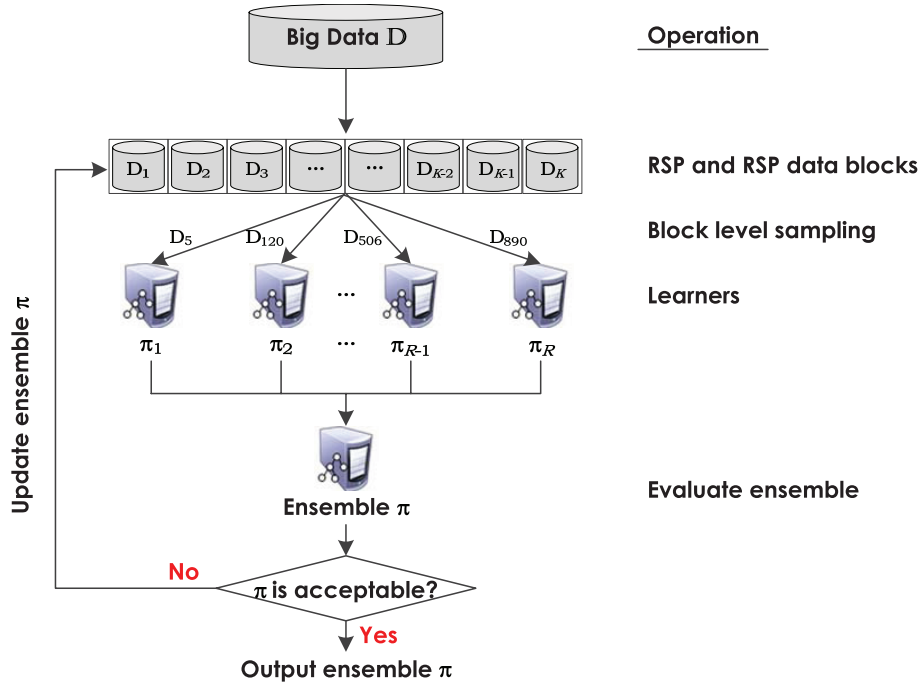 Big Data D
Operation
D1 D2 D3 ... ... DK-2 DK-1 DK
RSP and RSP data blocks
D5 D120 D506 D890
Block level sampling
...
Learners
π1 π2 ... πR-1 πR
Update ensemble π
Ensemble π
Evaluate ensemble
No
π is acceptable?
Yes
Output ensemble π